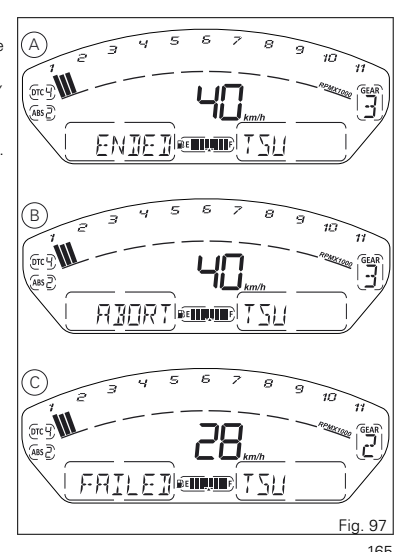 e
,
.
A
1 2 3 4 5 6 7 8 9 10 11
RPMX1000
DTC 4
ABS 2
40 km/h
GEAR 3
ENDED E F TSU
B
1 2 3 4 5 6 7 8 9 10 11
RPMX1000
DTC 4
ABS 2
40 km/h
GEAR 3
ABORT E F TSU
C
1 2 3 4 5 6 7 8 9 10 11
RPMX1000
DTC 4
ABS 2
28 km/h
GEAR 2
FAILED E F TSU
Fig. 97
165